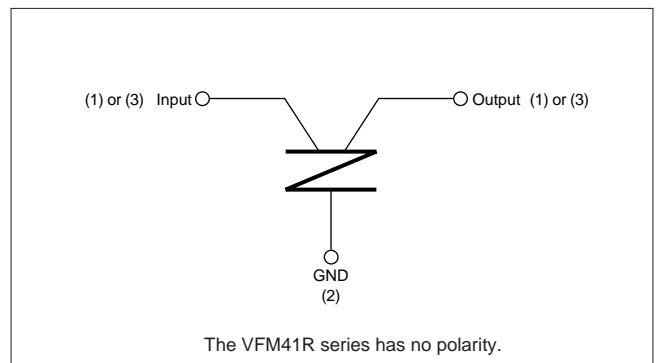 (1) or (3) Input
Output (1) or (3)
GND
(2)
The VFM41R series has no polarity.